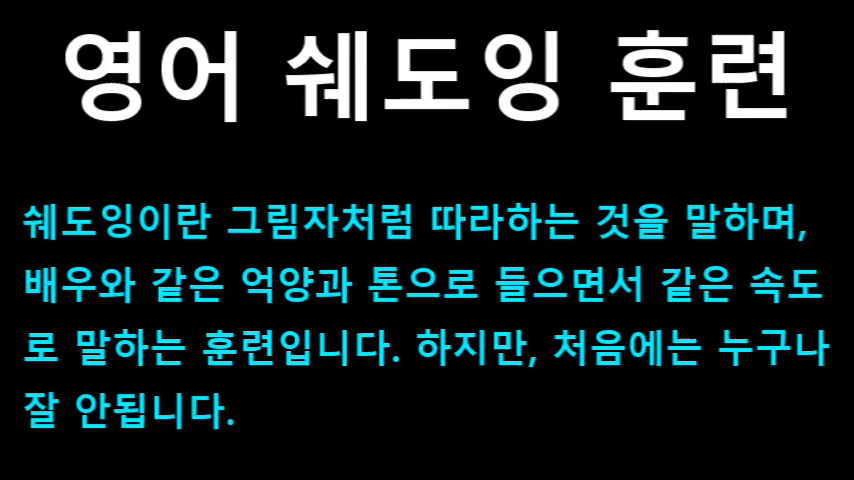 영어 쉐도잉 훈련
쉐도잉이란 그림자처럼 따라하는 것을 말하며,
배우와 같은 억양과 톤으로 들으면서 같은 속도
로 말하는 훈련입니다. 하지만, 처음에는 누구나
잘 안됩니다.